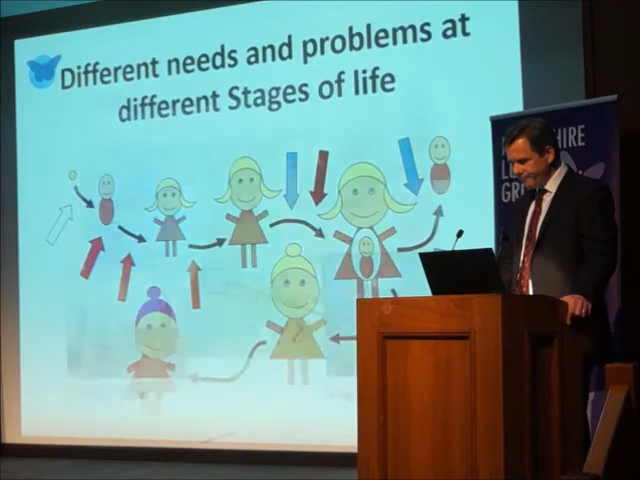 Different needs and problems at
different Stages of life